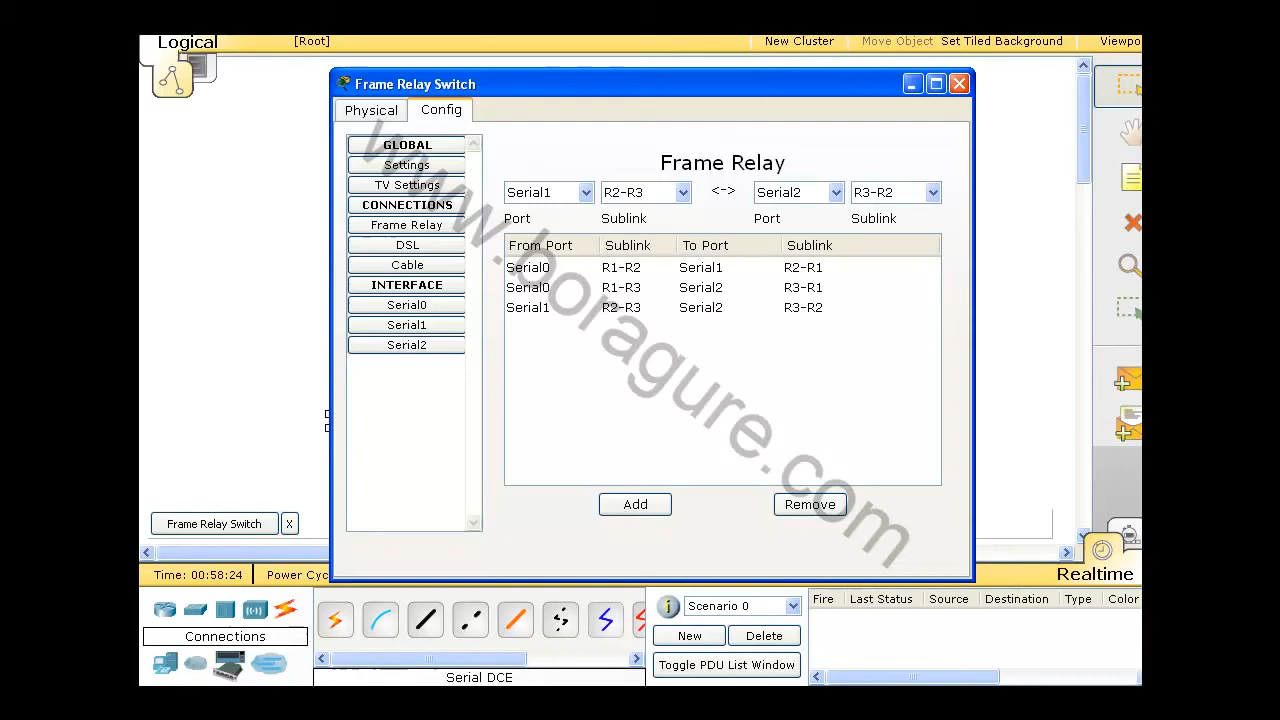 Logical
[Root]
New Cluster
Move Object
Set Tiled Background
Viewpo
Frame Relay Switch
Physical
Config
GLOBAL
Settings
TV Settings
CONNECTIONS
Frame Relay
DSL
Cable
INTERFACE
Serial0
Serial1
Serial2
Frame Relay
Serial1 R2-R3 <-> Serial2 R3-R2
Port Sublink Port Sublink
From Port Sublink To Port Sublink
Serial0 R1-R2 Serial1 R2-R1
Serial0 R1-R3 Serial2 R3-R1
Serial1 R2-R3 Serial2 R3-R2
Add
Remove
www.boragure.com
Frame Relay Switch
X
Time: 00:58:24
Power Cyc
Realtime
Connections
Serial DCE
Scenario 0
New
Delete
Toggle PDU List Window
Fire Last Status Source Destination Type Color